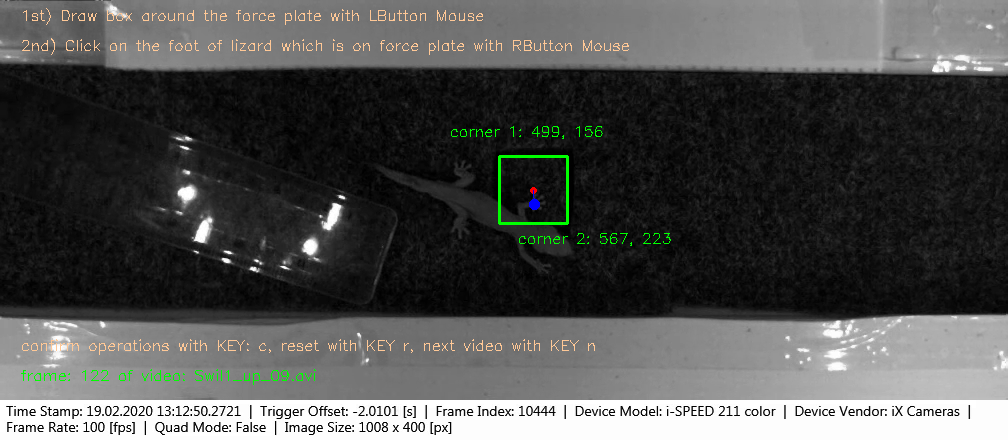 1st) Draw box around the force plate with LButton Mouse
2nd) Click on the foot of lizard which is on force plate with RButton Mouse
corner 1: 499, 156
corner 2: 567, 223
confirm operations with KEY: c, reset with KEY r, next video with KEY n
frame: of video: 5wii1_up_09.avi
Time Stamp: 19.02.2020 13:12:50.2721 | Trigger Offset: -2.0101 [s] | Frame Index: 10444 | Device Model: i-SPEED 211 color | Device Vendor: iX Cameras |
Frame Rate: 100 [fps] | Quad Mode: False | Image Size: 1008 x 400 [px]